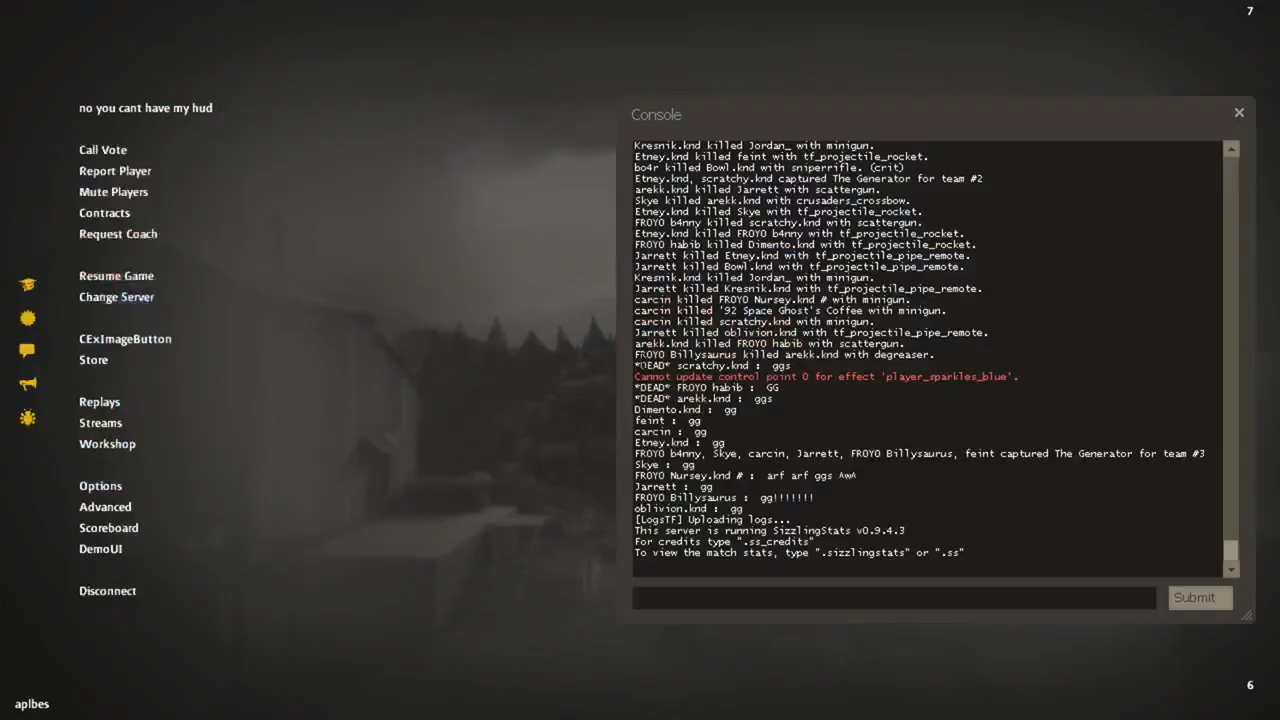 7
no you cant have my hud
Call Vote
Report Player
Mute Players
Contracts
Request Coach
Resume Game
Change Server
CExImageButton
Store
Replays
Streams
Workshop
Options
Advanced
Scoreboard
DemoUI
Disconnect
aplbes
Console
Kresnik.knd killed Jordan_ with minigun.
Etney.knd killed feint with tf_projectile_rocket.
bo4r killed Bowl.knd with sniperrifle. (crit)
Etney.knd, scratchy.knd captured The Generator for team #2
arekk.knd killed Jarrett with scattergun.
Skye killed arekk.knd with crusaders_crossbow.
Etney.knd killed Skye with tf_projectile_rocket.
FROYO b4nny killed scratchy.knd with scattergun.
Etney.knd killed FROYO b4nny with tf_projectile_rocket.
FROYO habib killed Dimento.knd with tf_projectile_rocket.
Jarrett killed Etney.knd with tf_projectile_pipe_remote.
Jarrett killed Bowl.knd with tf_projectile_pipe_remote.
Kresnik.knd killed Jordan_ with minigun.
Jarrett killed Kresnik.knd with tf_projectile_pipe_remote.
carcin killed FROYO Nursey.knd # with minigun.
carcin killed '92 Space Ghost's Coffee with minigun.
carcin killed scratchy.knd with minigun.
Jarrett killed oblivion.knd with tf_projectile_pipe_remote.
arekk.knd killed FROYO habib with scattergun.
FROYO Billysaurus killed arekk.knd with degreaser.
*DEAD* scratchy.knd :  ggs
Cannot update control point 0 for effect 'player_sparkles_blue'.
*DEAD* FROYO habib :  GG
*DEAD* arekk.knd :  ggs
Dimento.knd :  gg
feint :  gg
carcin :  gg
Etney.knd :  gg
FROYO b4nny, Skye, carcin, Jarrett, FROYO Billysaurus, feint captured The Generator for team #3
Skye :  gg
FROYO Nursey.knd # :  arf arf ggs AwA
Jarrett :  gg
FROYO Billysaurus :  gg!!!!!!!
oblivion.knd :  gg
[LogsTF] Uploading logs...
This server is running SizzlingStats v0.9.4.3
For credits type ".ss_credits"
To view the match stats, type ".sizzlingstats" or ".ss"
Submit
6